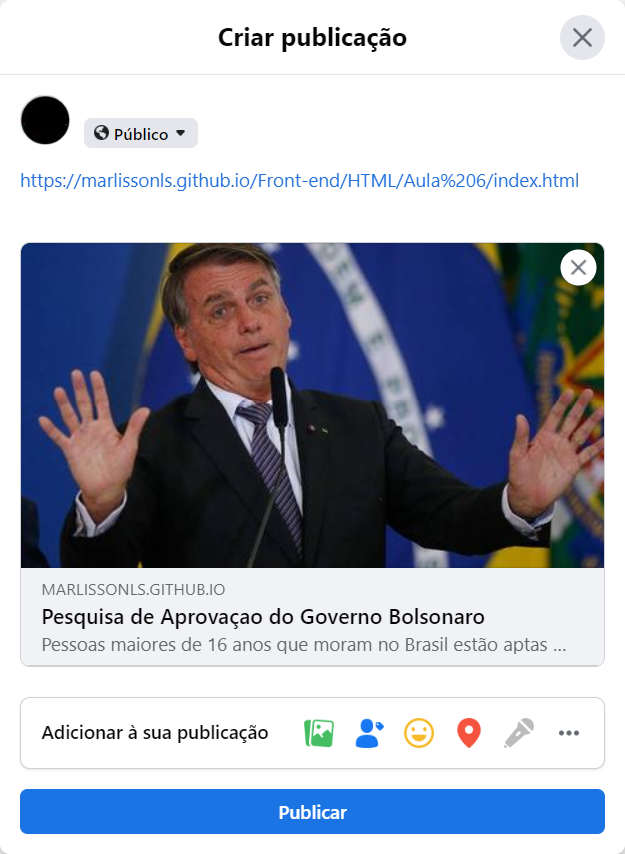 Criar publicação
Público
https://marlissonls.github.io/Front-end/HTML/Aula%206/index.html
DEN E PRO
MARLISSONLS.GITHUB.IO
Pesquisa de Aprovaçao do Governo Bolsonaro
Pessoas maiores de 16 anos que moram no Brasil estão aptas ...
Adicionar à sua publicação
Publicar